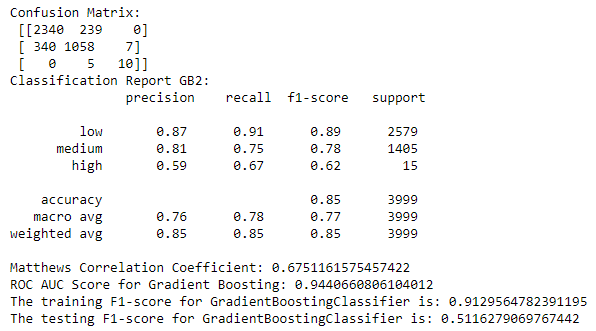 Confusion Matrix:
[[2340 239 0]
[ 340 1058 7]
[ 0 5 10]]
Classification Report GB2:
precision recall f1-score support
low 0.87 0.91 0.89 2579
medium 0.81 0.75 0.78 1405
high 0.59 0.67 0.62 15
accuracy 0.85 3999
macro avg 0.76 0.78 0.77 3999
weighted avg 0.85 0.85 0.85 3999
Matthews Correlation Coefficient: 0.6751161575457422
ROC AUC Score for Gradient Boosting: 0.9440660806104012
The training F1-score for GradientBoostingClassifier is: 0.9129564782391195
The testing F1-score for GradientBoostingClassifier is: 0.5116279069767442